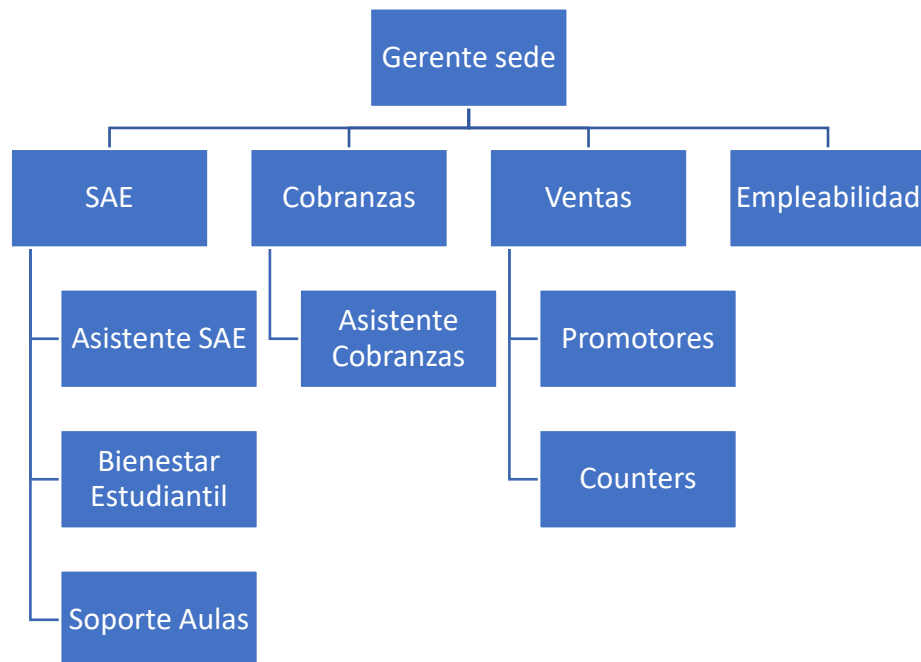 Gerente sede
SAE
Cobranzas
Ventas
Empleabilidad
Asistente SAE
Asistente
Cobranzas
Promotores
Bienestar
Estudiantil
Counters
Soporte Aulas